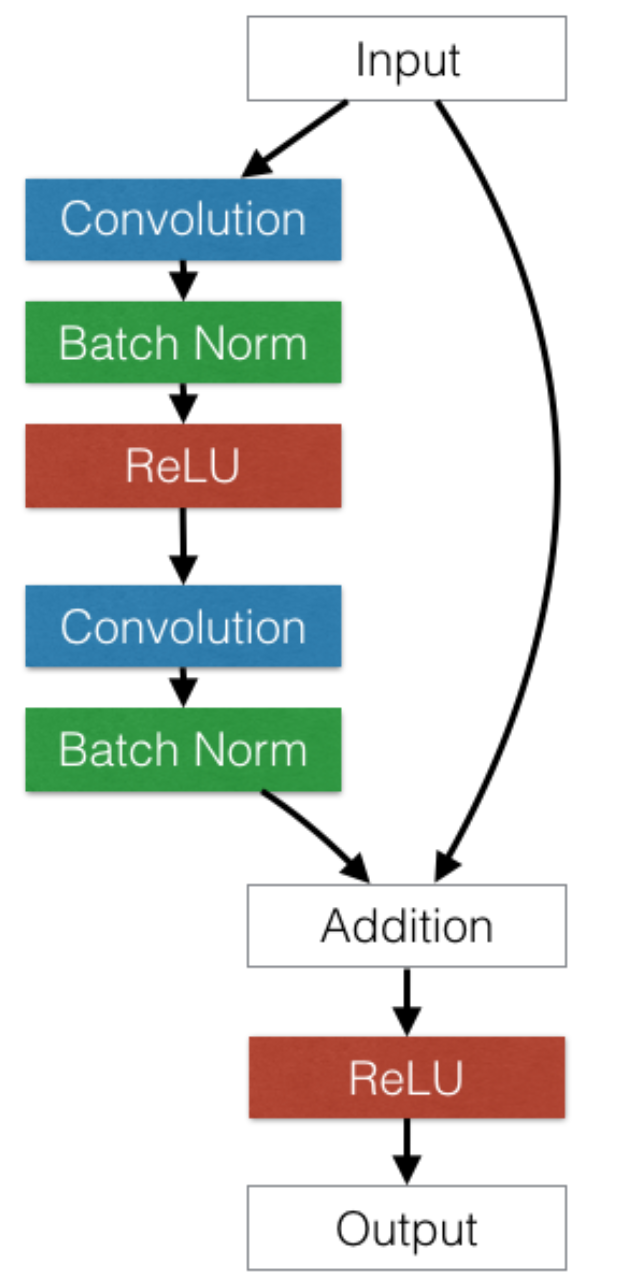 Input
Convolution
Batch Norm
ReLU
Convolution
Batch Norm
Addition
ReLU
Output